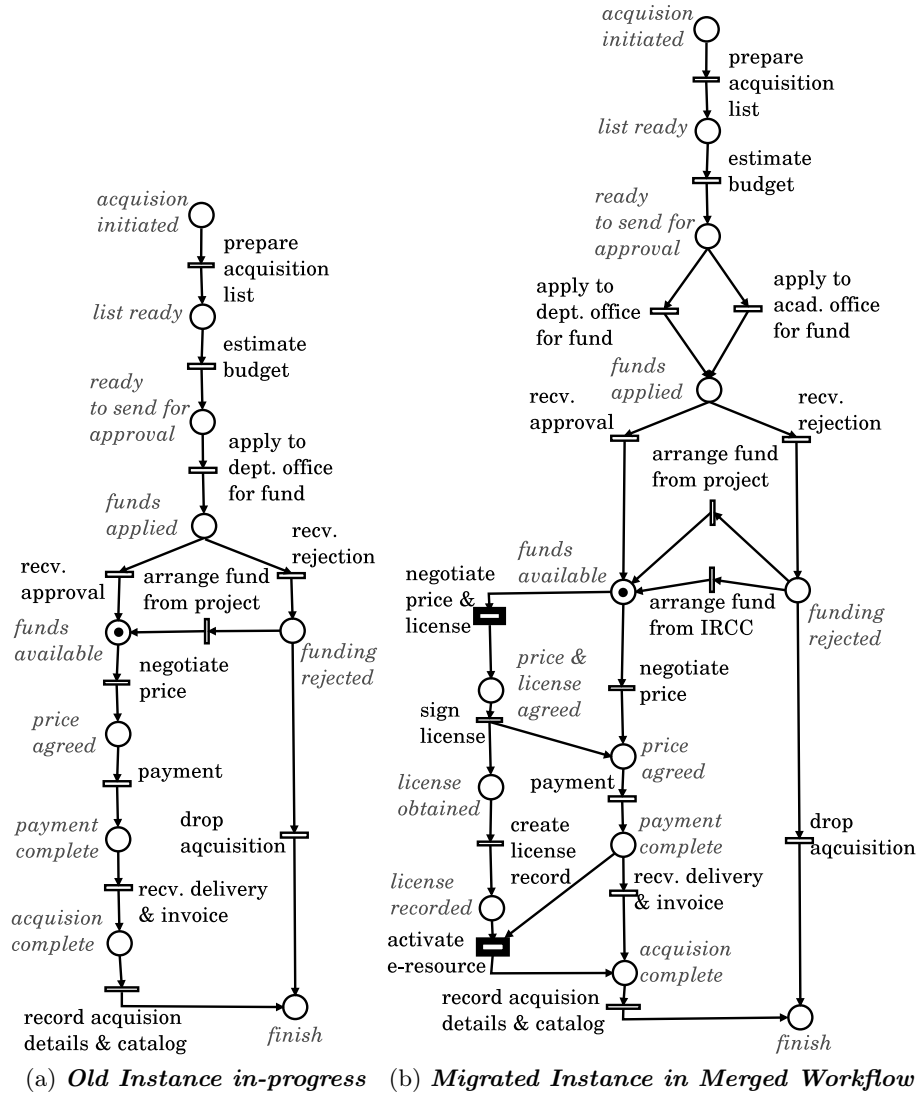 acquision
initiated
prepare
acquisition
list
list ready
estimate
budget
ready
to send for
approval
apply to
dept. office
for fund
funds
applied
recv.
rejection
recv.
approval
arrange fund
from project
funds
available
funding
rejected
negotiate
price
price
agreed
payment
payment
complete
drop
aqcuisition
recv. delivery
& invoice
acquision
complete
record acquision
details & catalog
finish
(a) Old Instance in-progress
acquision
initiated
prepare
acquisition
list
list ready
estimate
budget
ready
to send for
approval
apply to
dept. office
for fund
apply to
acad. office
for fund
funds
applied
recv.
approval
recv.
rejection
arrange fund
from project
funds
available
negotiate
price &
license
arrange fund
from IRCC
funding
rejected
price &
license
agreed
negotiate
price
sign
license
price
agreed
license
obtained
payment
create
license
record
payment
complete
drop
aqcuisition
license
recorded
recv. delivery
& invoice
activate
e-resource
acquision
complete
record acquision
details & catalog
finish
(b) Migrated Instance in Merged Workflow